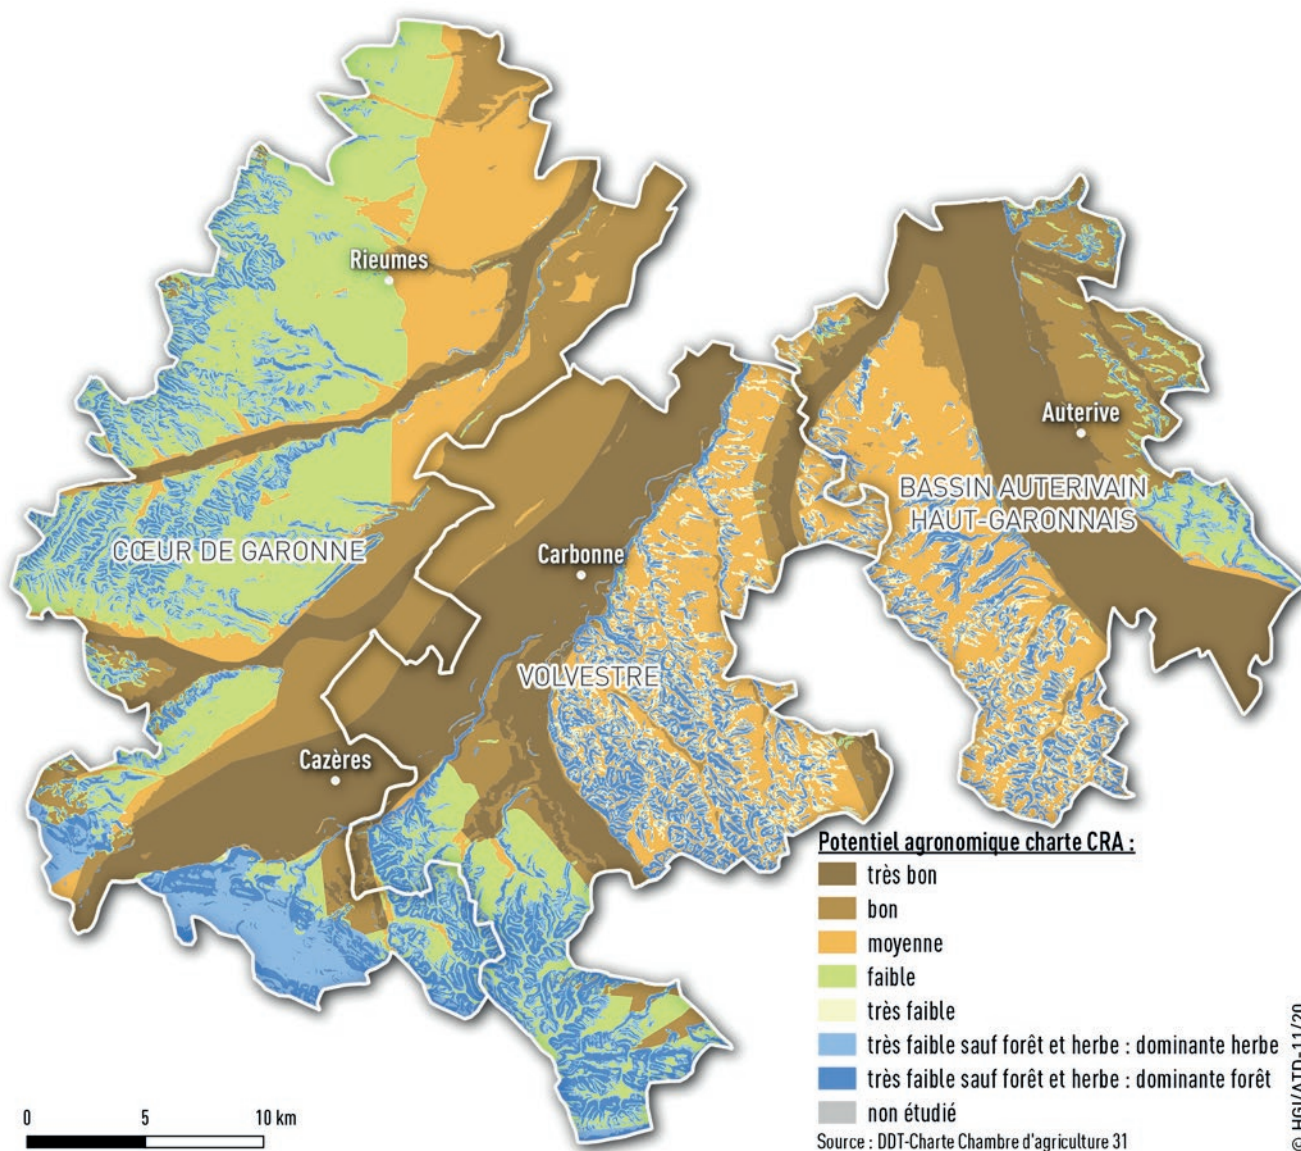 Rieumes
Auterive
BASSIN AUTERIVAIN
HAUT-GARONNAIS
CŒUR DE GARONNE
Carbonne
VOLVESTRE
Cazères
Potentiel agronomique charte CRA :
très bon
bon
moyenne
faible
très faible
très faible sauf forêt et herbe : dominante herbe
très faible sauf forêt et herbe : dominante forêt
non étudié
0 5 10 km
Source : DDT-Charte Chambre d'agriculture 31
© HGI/ATD-11/20